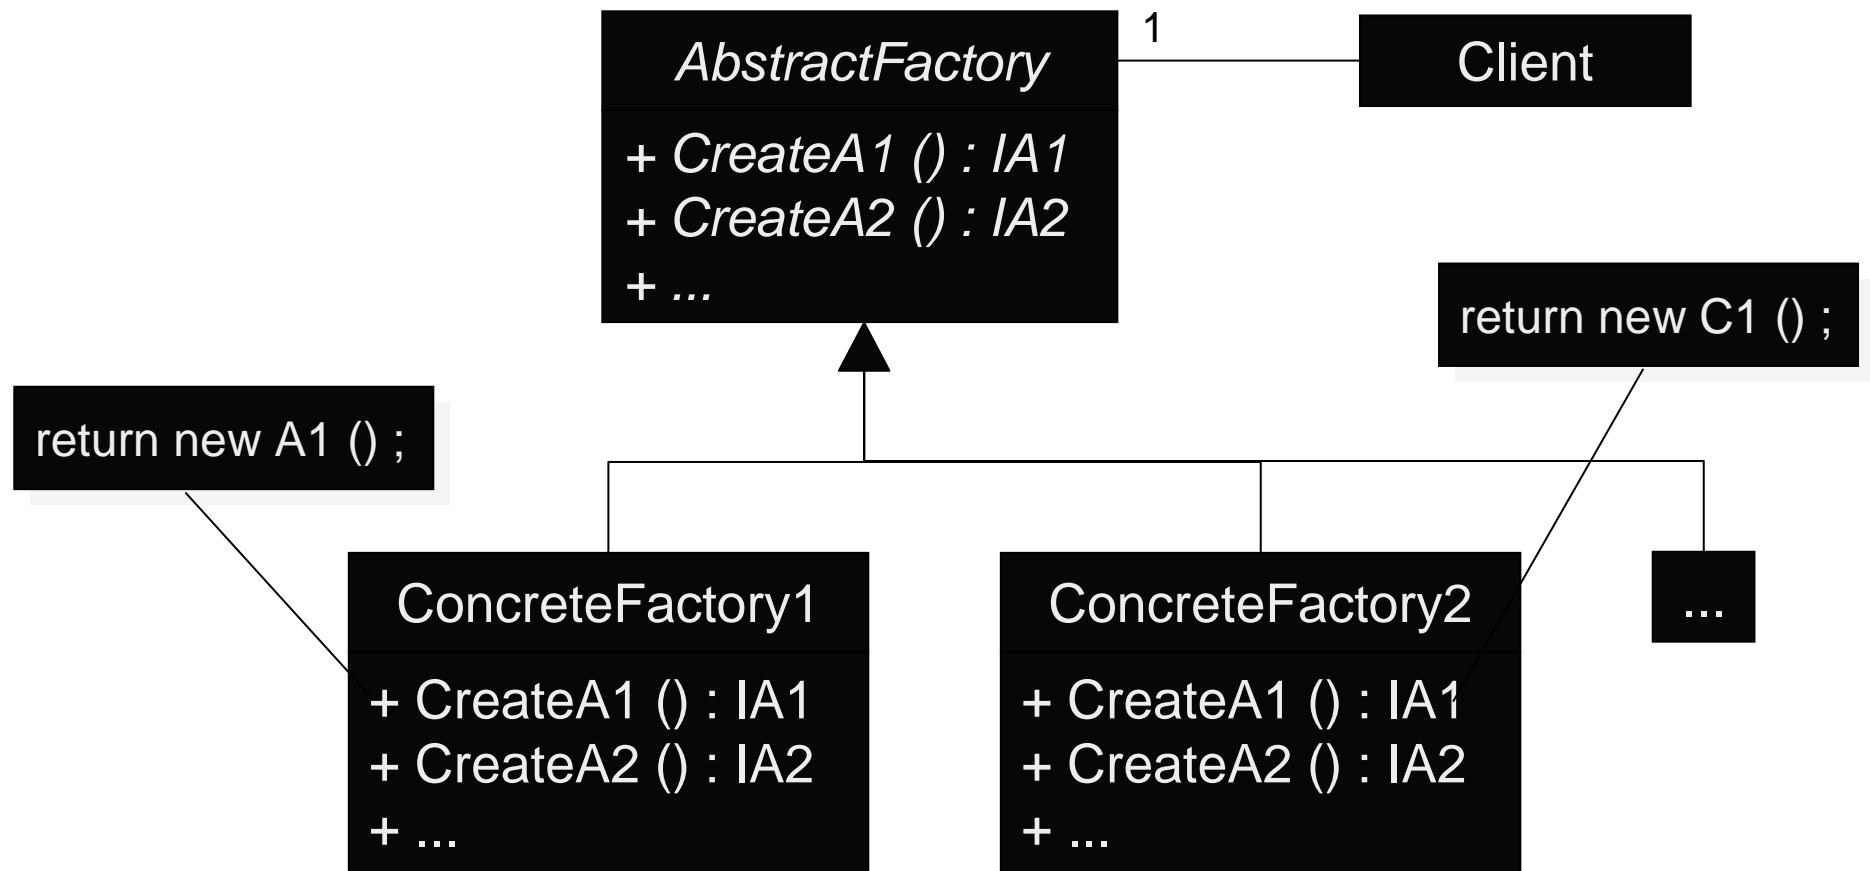 1
AbstractFactory
Client
+ CreateA1 () : IA1
+ CreateA2 () : IA2
+ ...
return new C1 () ;
return new A1 () ;
ConcreteFactory1
+ CreateA1 () : IA1
+ CreateA2 () : IA2
+ ...
ConcreteFactory2
+ CreateA1 () : IA1
+ CreateA2 () : IA2
+ ...
...